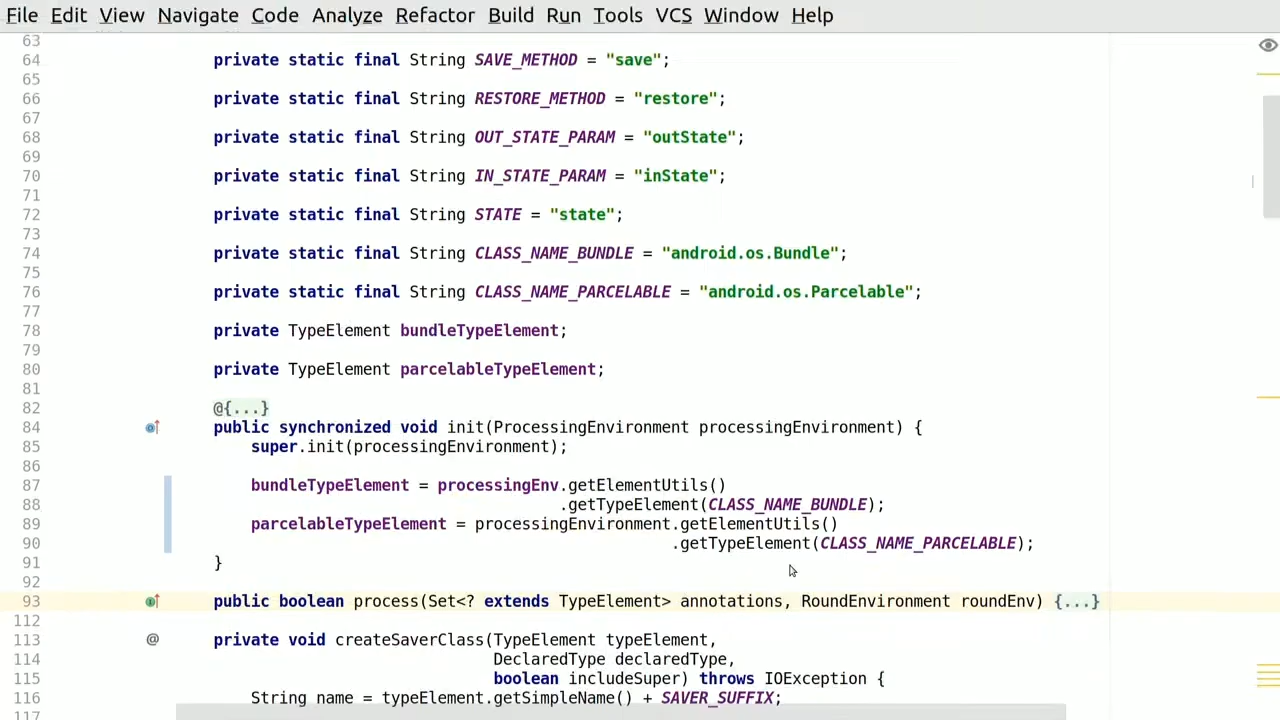 File Edit View Navigate Code Analyze Refactor Build Run Tools VCS Window Help
63
64 private static final String SAVE_METHOD = "save";
65
66 private static final String RESTORE_METHOD = "restore";
67
68 private static final String OUT_STATE_PARAM = "outState";
69
70 private static final String IN_STATE_PARAM = "inState";
71
72 private static final String STATE = "state";
73
74 private static final String CLASS_NAME_BUNDLE = "android.os.Bundle";
75
76 private static final String CLASS_NAME_PARCELABLE = "android.os.Parcelable";
77
78 private TypeElement bundleTypeElement;
79
80 private TypeElement parcelableTypeElement;
81
82 @{...}
84 public synchronized void init(ProcessingEnvironment processingEnvironment) {
85 super.init(processingEnvironment);
86
87 bundleTypeElement = processingEnv.getElementUtils()
88 .getTypeElement(CLASS_NAME_BUNDLE);
89 parcelableTypeElement = processingEnvironment.getElementUtils()
90 .getTypeElement(CLASS_NAME_PARCELABLE);
91 }
92
93 public boolean process(Set<? extends TypeElement> annotations, RoundEnvironment roundEnv) {...}
112
113 @ private void createSaverClass(TypeElement typeElement,
114 DeclaredType declaredType,
115 boolean includeSuper) throws IOException {
116 String name = typeElement.getSimpleName() + SAVER_SUFFIX;
117